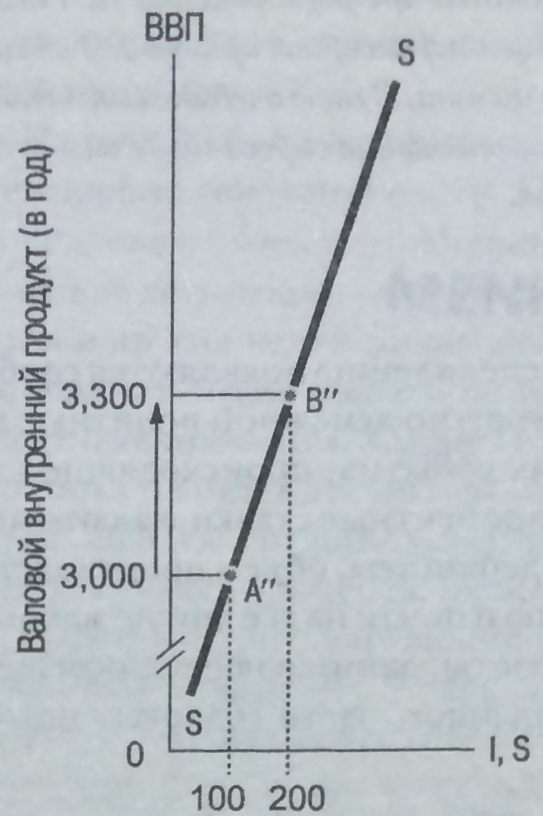 ВВП
S
Валовой внутренний продукт (в год)
3,300
B''
3,000
A''
S
0
I, S
100 200